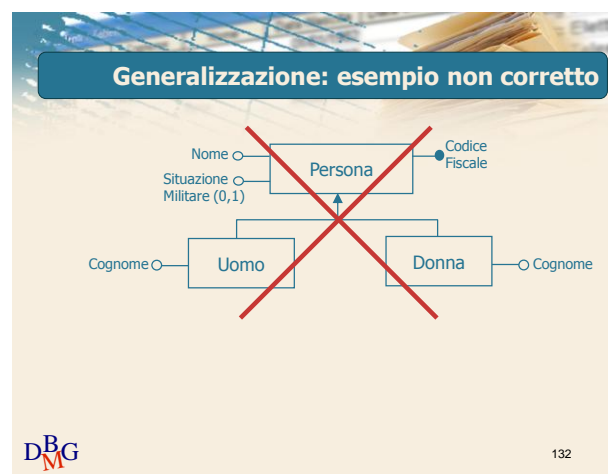 Generalizzazione: esempio non corretto
Nome
Codice
Fiscale
Persona
Situazione
Militare (0,1)
Cognome
Uomo
Donna
Cognome
DBMG
132